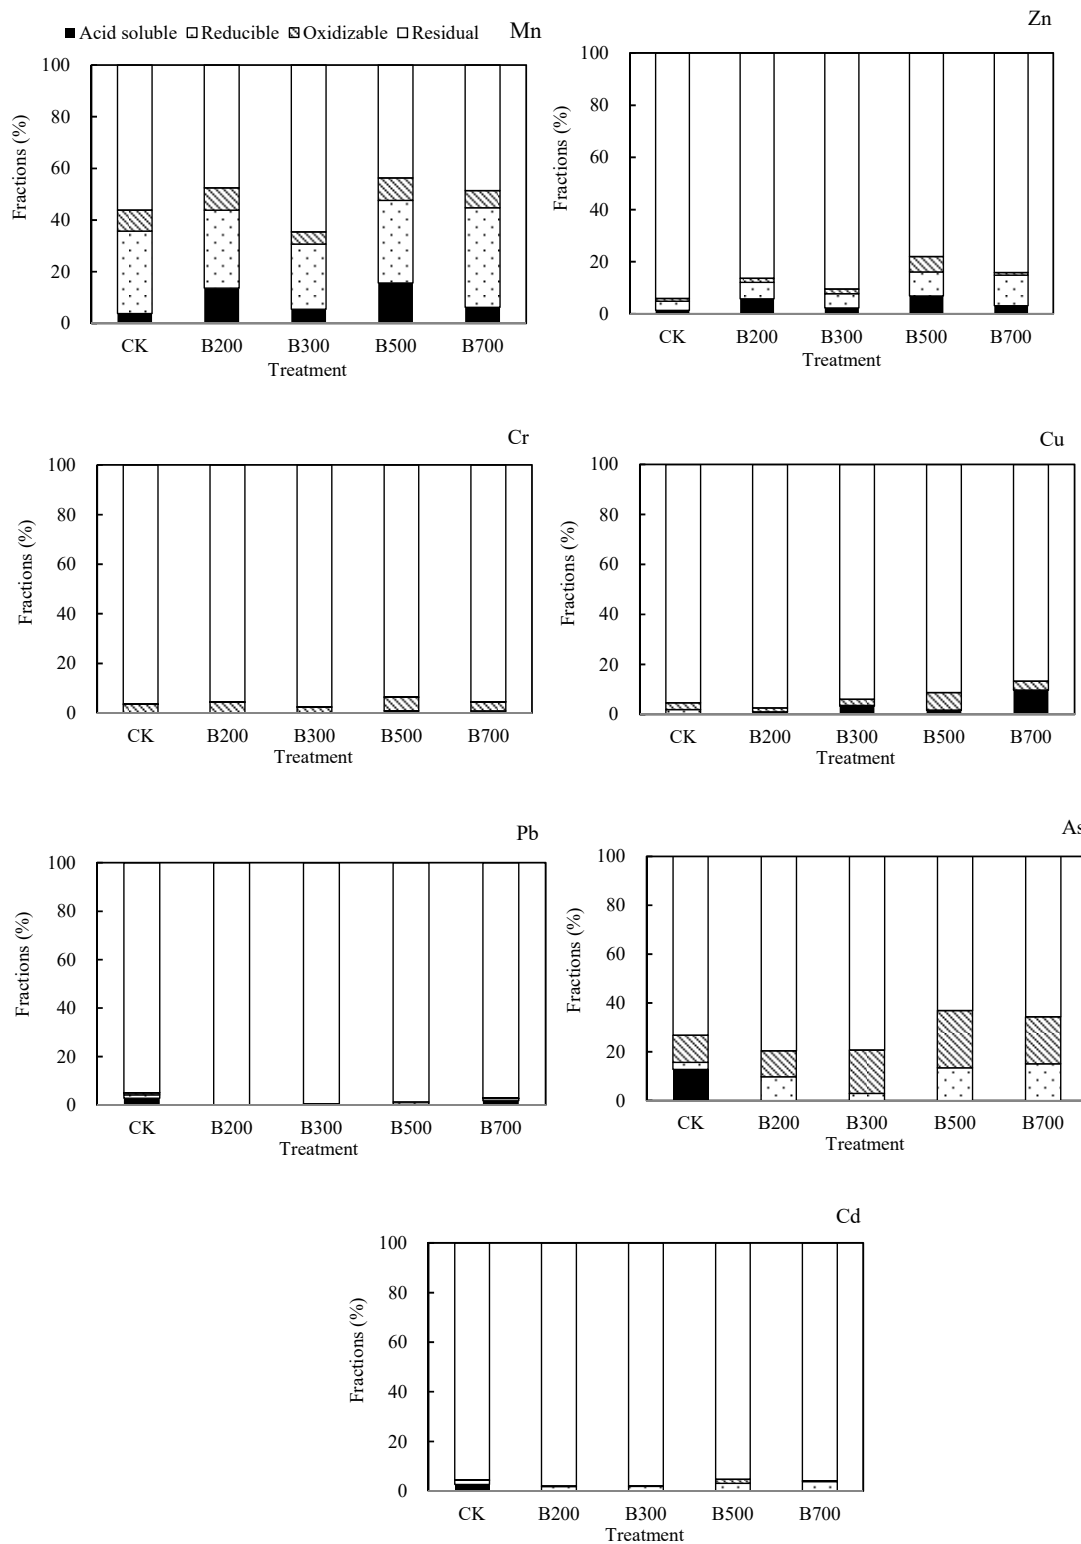 ■ Acid soluble □ Reducible ▧ Oxidizable □ Residual
Mn
Fractions (%)
100
80
60
40
20
0
CK B200 B300 B500 B700
Treatment
Zn
Fractions (%)
100
80
60
40
20
0
CK B200 B300 B500 B700
Treatment
Cr
Fractions (%)
100
80
60
40
20
0
CK B200 B300 B500 B700
Treatment
Cu
Fractions (%)
100
80
60
40
20
0
CK B200 B300 B500 B700
Treatment
Pb
Fractions (%)
100
80
60
40
20
0
CK B200 B300 B500 B700
Treatment
As
Fractions (%)
100
80
60
40
20
0
CK B200 B300 B500 B700
Treatment
Cd
Fractions (%)
100
80
60
40
20
0
CK B200 B300 B500 B700
Treatment